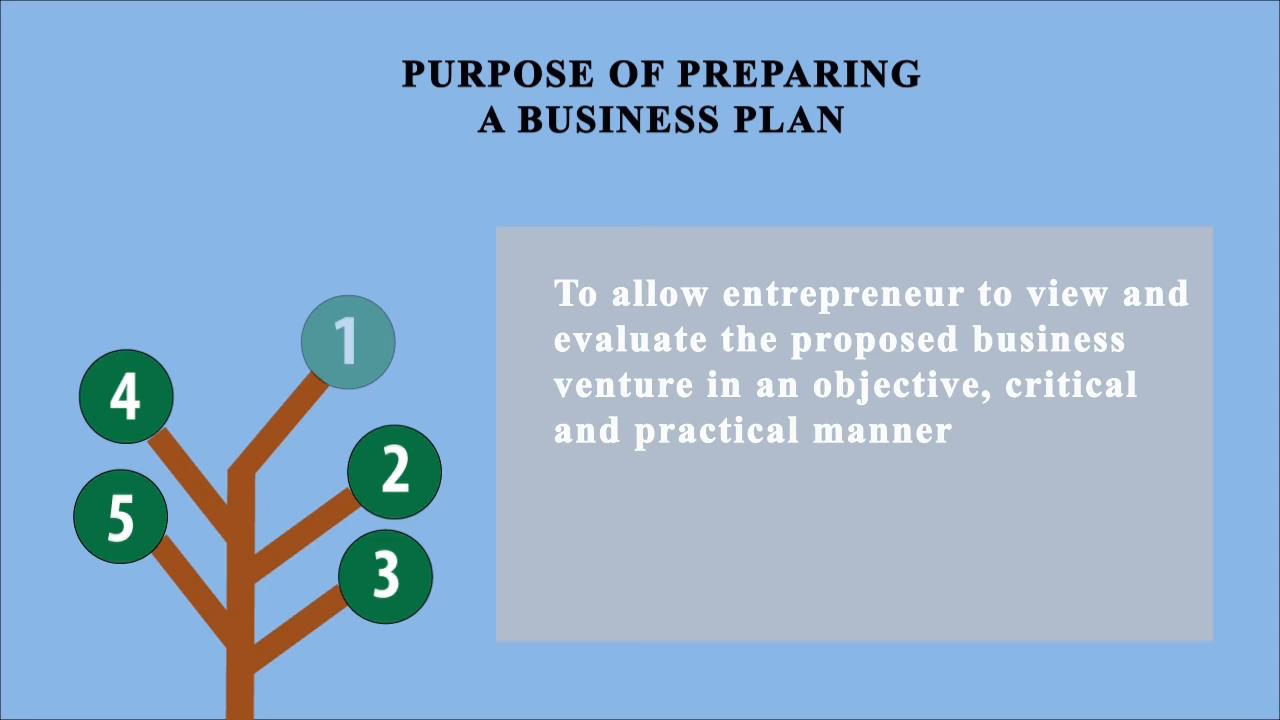 PURPOSE OF PREPARING
A BUSINESS PLAN
To allow entrepreneur to view and
evaluate the proposed business
venture in an objective, critical
and practical manner
1
4
2
5
3